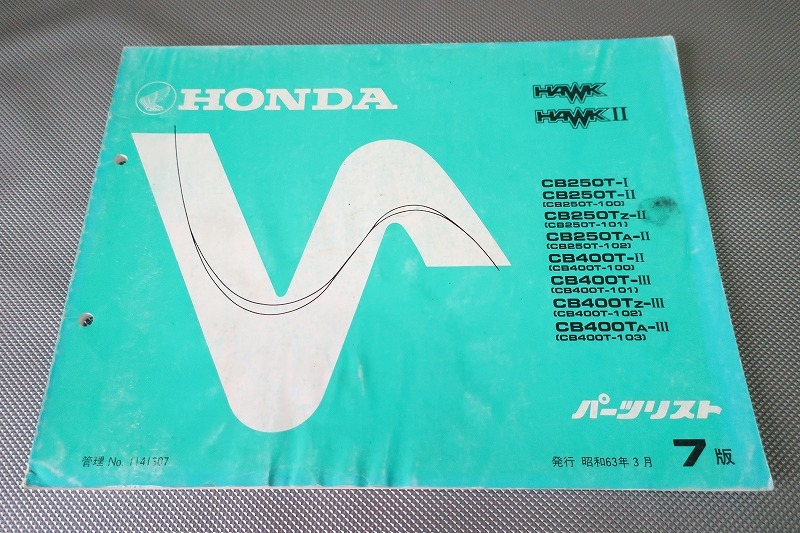 HONDA
HAWK
HAWK II
CB250T-I
CB250T-II
(CB250T-100)
CB250Tz-II
(CB250T-101)
CB250TA-II
(CB250T-102)
CB400T-II
(CB400T-100)
CB400T-III
(CB400T-101)
CB400Tz-III
(CB400T-102)
CB400TA-III
(CB400T-103)
パーツリスト
管理 No. 1141307
発行 昭和63年3月 7版